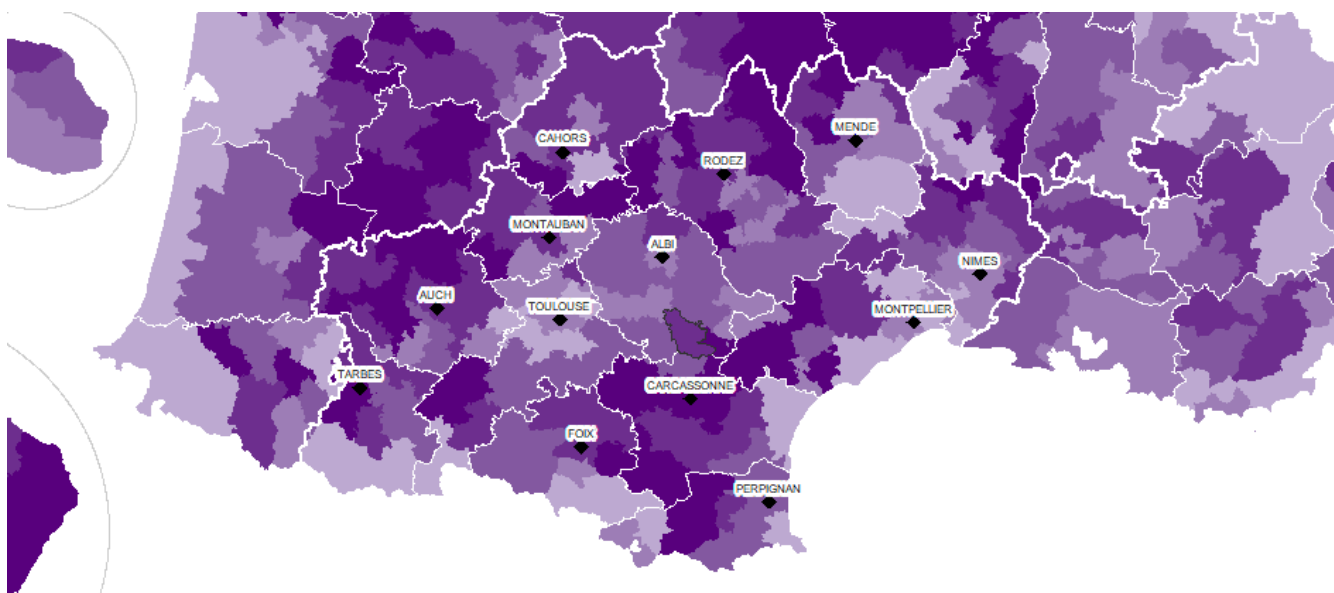 MENDE
CAHORS
RODEZ
MONTAUBAN
ALBI
NIMES
AUCH
TOULOUSE
MONTPELLIER
TARBES
CARCASSONNE
FOIX
PERPIGNAN